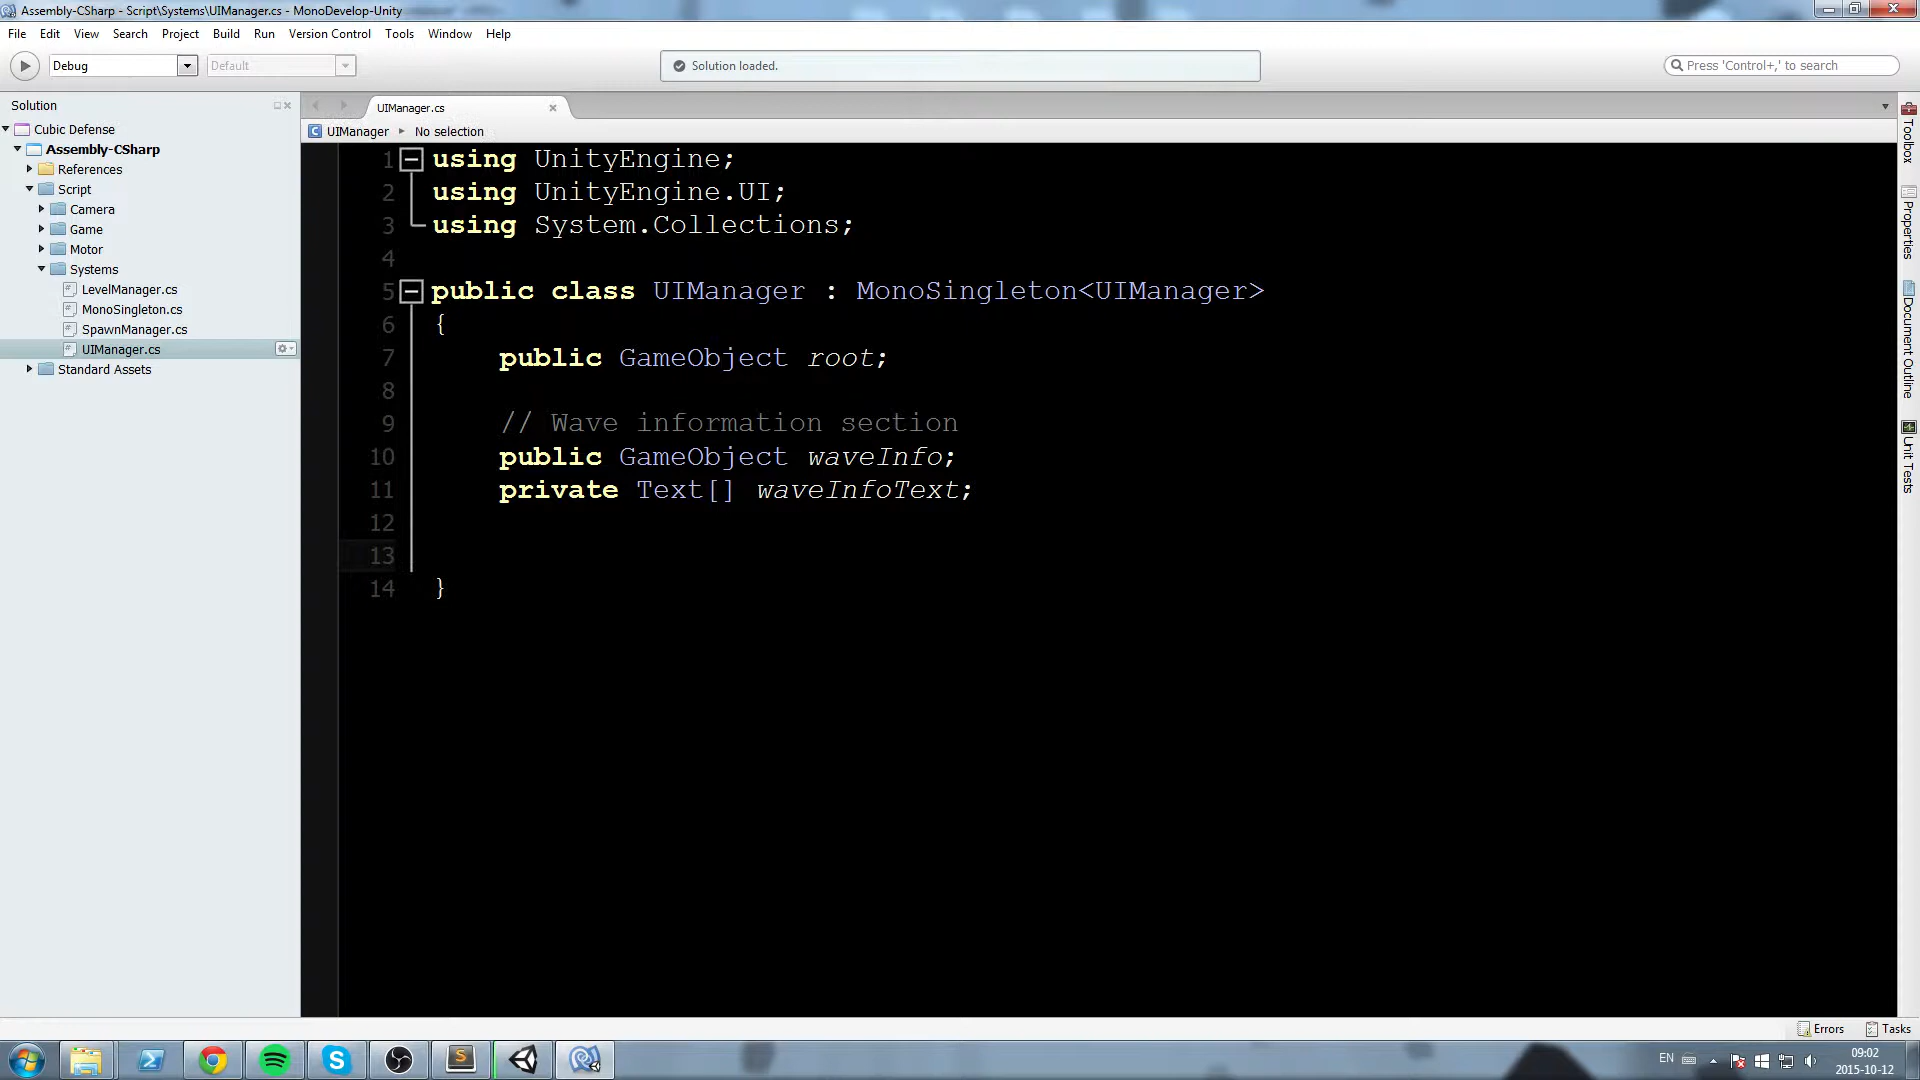 Assembly-CSharp - Script\Systems\UIManager.cs - MonoDevelop-Unity
File Edit View Search Project Build Run Version Control Tools Window Help
Debug
Default
Solution loaded.
Press 'Control+,' to search
Solution
Cubic Defense
Assembly-CSharp
References
Script
Camera
Game
Motor
Systems
LevelManager.cs
MonoSingleton.cs
SpawnManager.cs
UIManager.cs
Standard Assets
UIManager.cs
UIManager No selection
1 using UnityEngine;
2 using UnityEngine.UI;
3 using System.Collections;
4
5 public class UIManager : MonoSingleton<UIManager>
6 {
7 public GameObject root;
8
9 // Wave information section
10 public GameObject waveInfo;
11 private Text[] waveInfoText;
12
13
14 }
Toolbox
Properties
Document Outline
Unit Tests
Errors Tasks
EN
09:02
2015-10-12